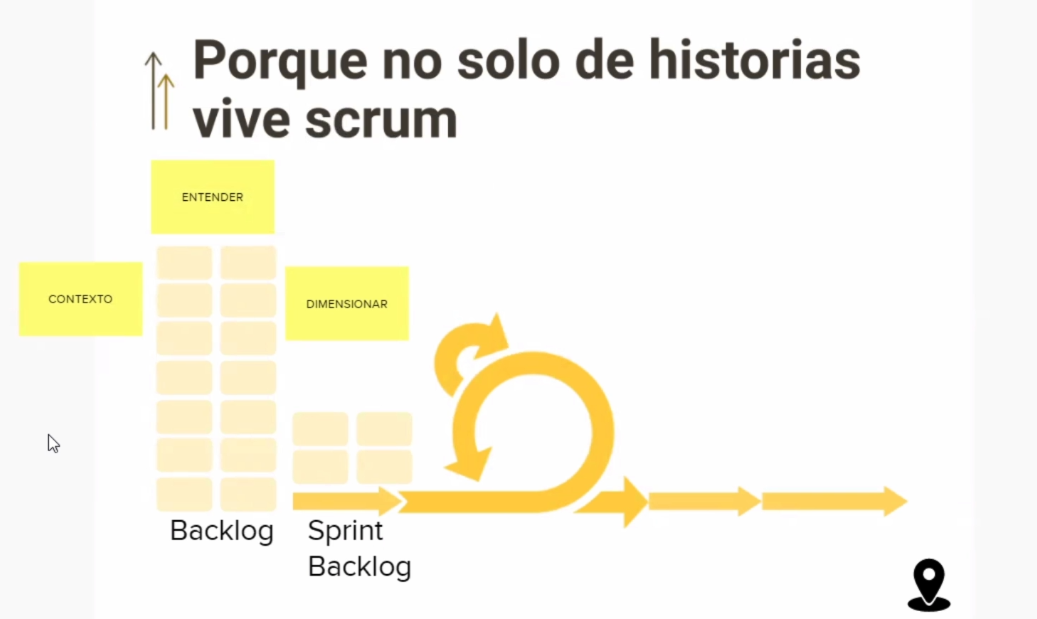 Porque no solo de historias
vive scrum
ENTENDER
CONTEXTO
DIMENSIONAR
Backlog
Sprint
Backlog